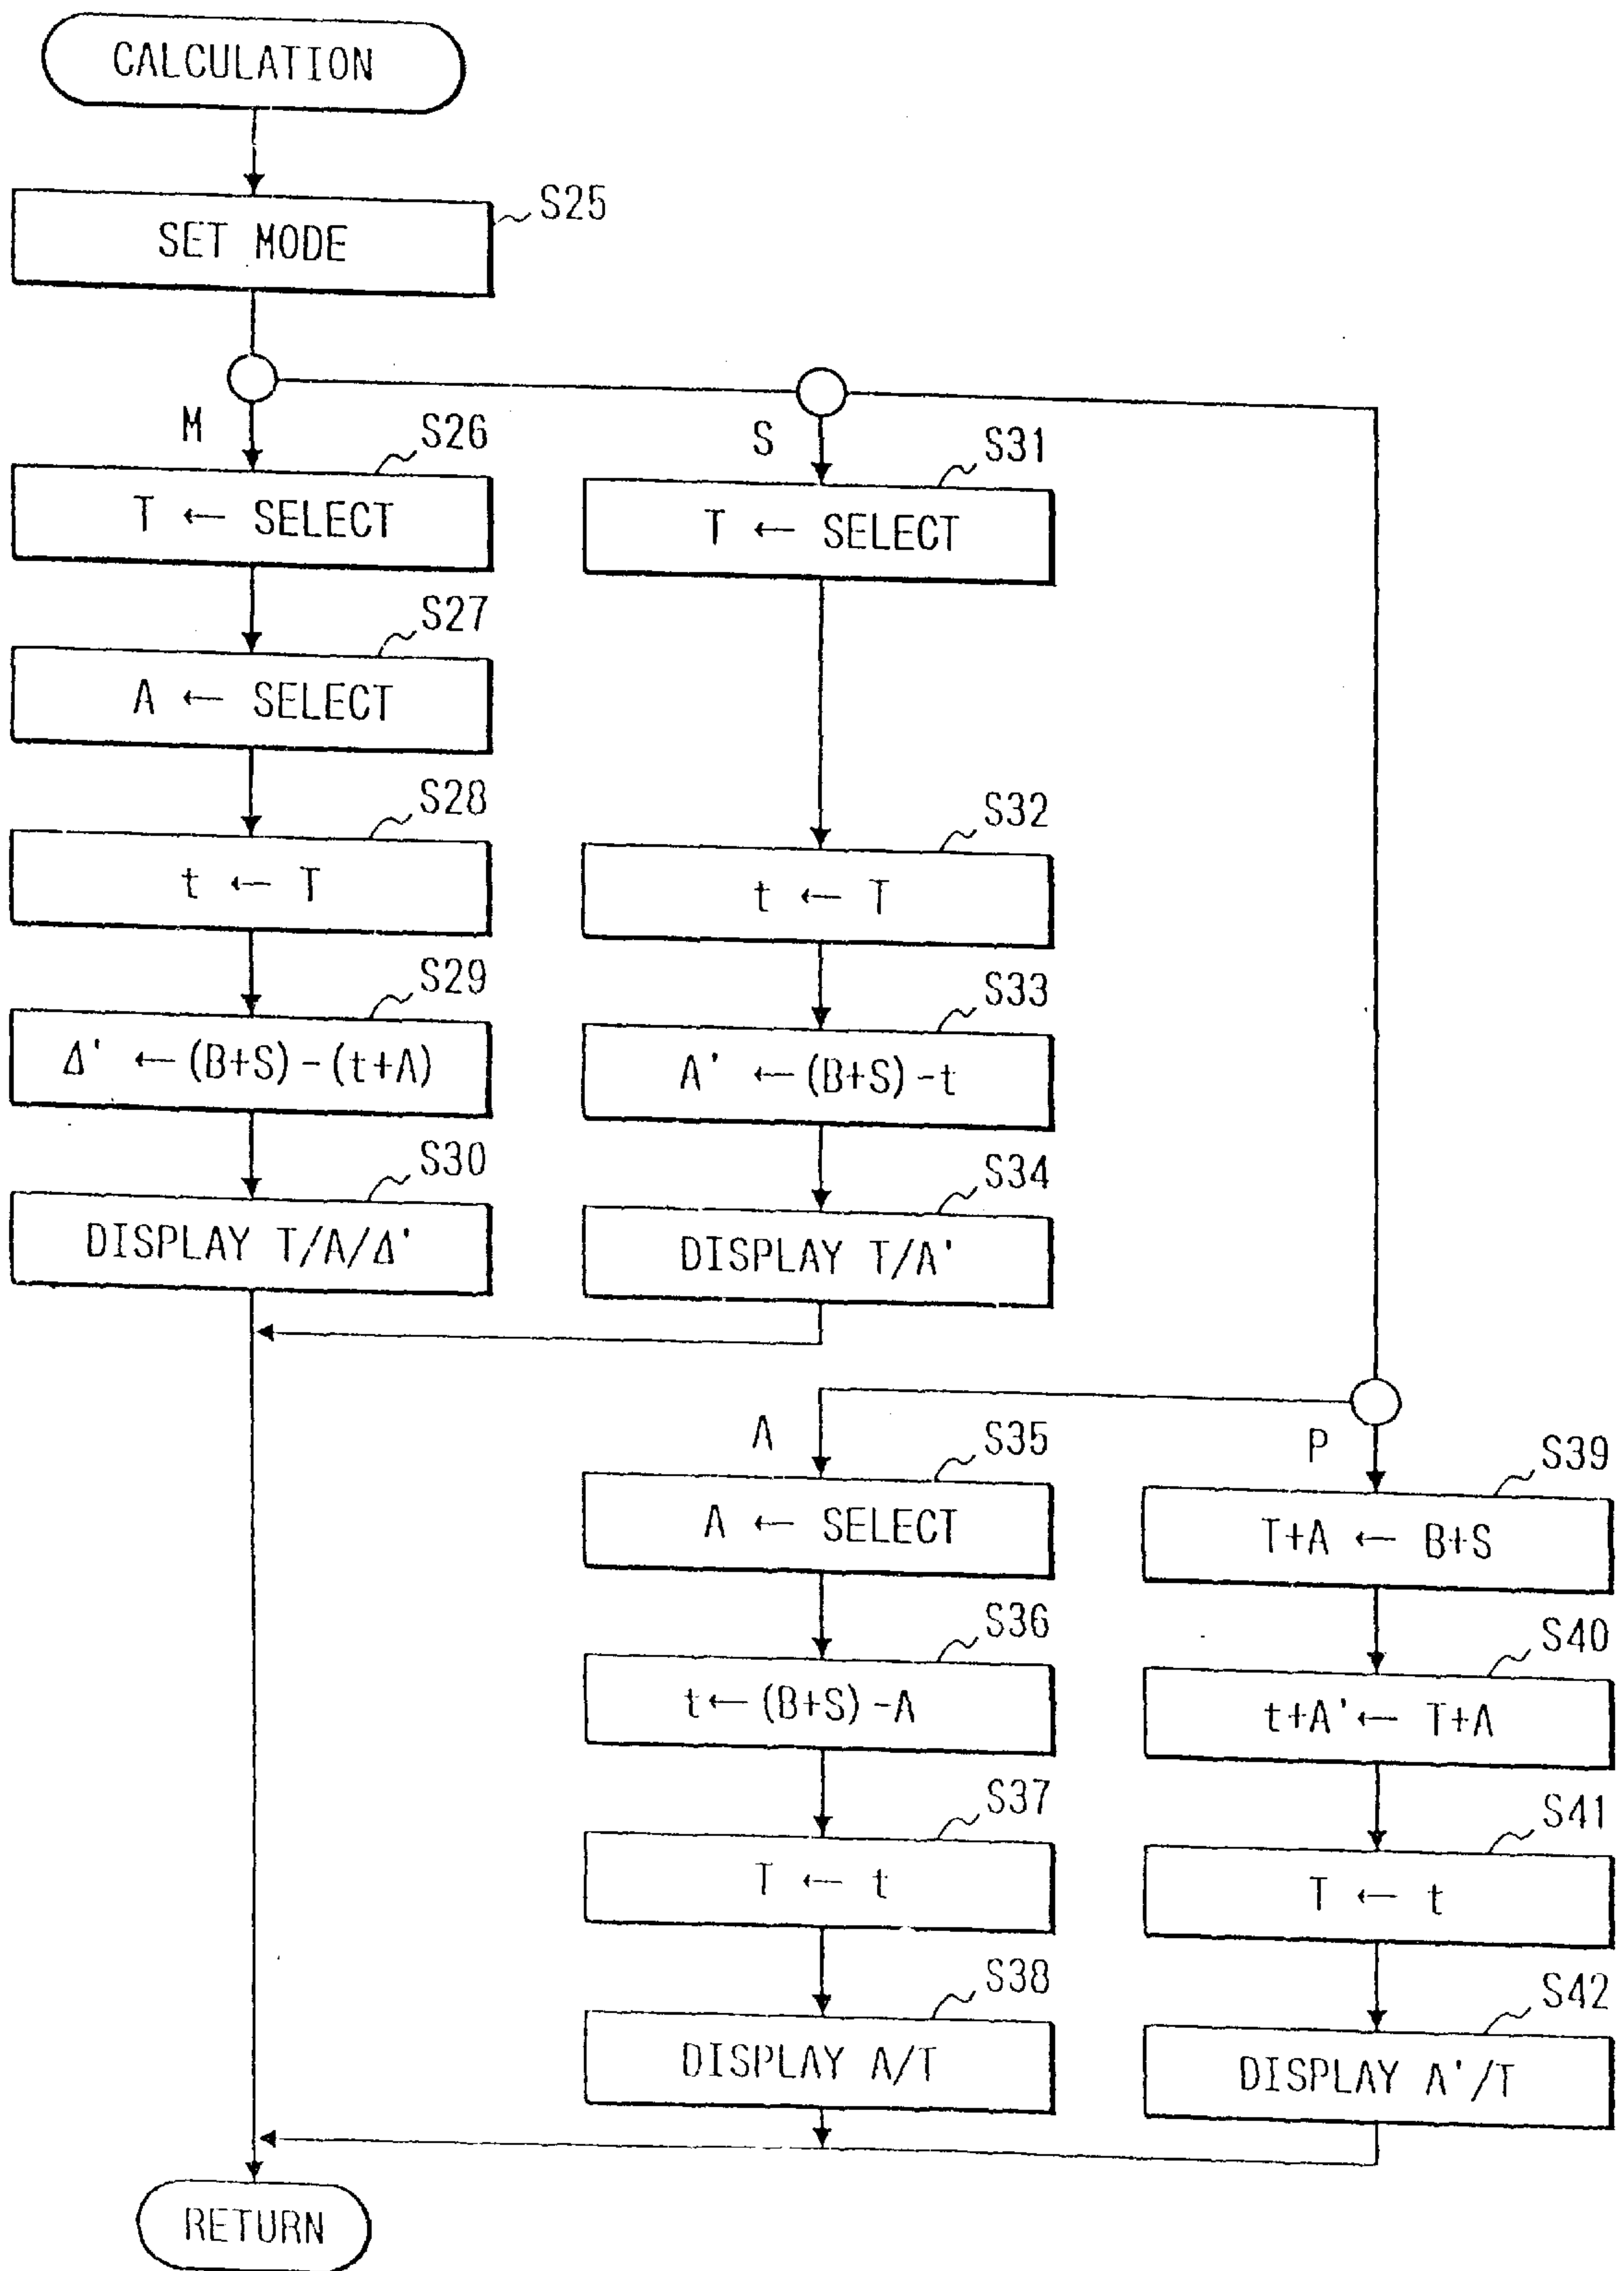 CALCULATION
S25
SET MODE
M
S26
T ← SELECT
S27
A ← SELECT
S28
t ← T
S29
Δ' ← (B+S) - (t+A)
S30
DISPLAY T/A/Δ'
S
S31
T ← SELECT
S32
t ← T
S33
A' ← (B+S) - t
S34
DISPLAY T/A'
A
S35
A ← SELECT
S36
t ← (B+S) - A
S37
T ← t
S38
DISPLAY A/T
P
S39
T+A ← B+S
S40
t+A' ← T+A
S41
T ← t
S42
DISPLAY A'/T
RETURN